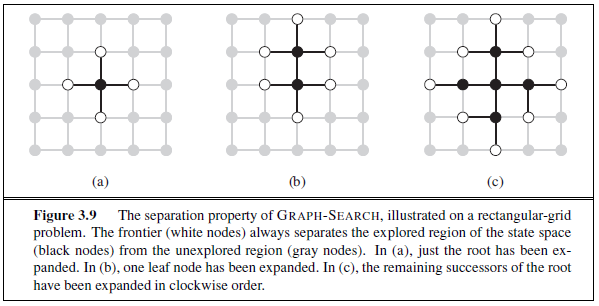 (a) (b) (c)
Figure 3.9 The separation property of GRAPH-SEARCH, illustrated on a rectangular-grid
problem. The frontier (white nodes) always separates the explored region of the state space
(black nodes) from the unexplored region (gray nodes). In (a), just the root has been ex-
panded. In (b), one leaf node has been expanded. In (c), the remaining successors of the root
have been expanded in clockwise order.